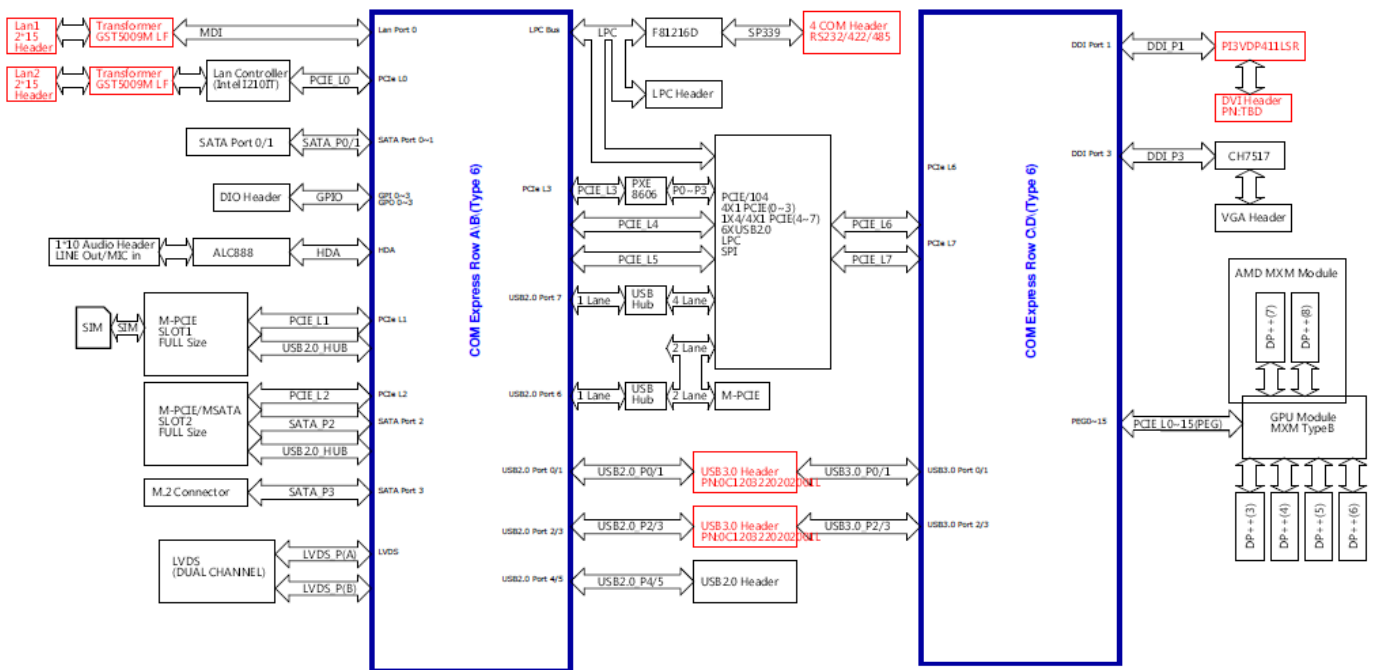 Lan1
2*15
Header
Transformer
GST5009M LF
MDI
Lan Port 0
Lan2
2*15
Header
Transformer
GST5009M LF
Lan Controller
(Intel I210IT)
PCIE_L0
PCIe L0
SATA Port 0/1
SATA_P0/1
SATA Port 0~1
DIO Header
GPIO
GPI 0~3
GPO 0~3
1*10 Audio Header
LINE Out/MIC in
ALC888
HDA
HDA
SIM
SIM
M-PCIE
SLOT1
FULL Size
PCIE_L1
USB2.0_HUB
PCIe L1
M-PCIE/MSATA
SLOT2
FULL Size
PCIE_L2
SATA_P2
USB2.0_HUB
PCIe L2
SATA Port 2
M.2 Connector
SATA_P3
SATA Port 3
LVDS
(DUAL CHANNEL)
LVDS_P(A)
LVDS_P(B)
LVDS
COM Express Row A\B\(Type 6)
LPC Bus
LPC
F81216D
SP339
4 COM Header
RS232/422/485
LPC Header
PCIe L3
PCIE_L3
PXE
8606
P0~P3
PCIE_L4
PCIE_L5
PCIE/104
4X1 PCIE(0~3)
1X4/4X1 PCIE(4~7)
6XUSB2.0
LPC
SPI
USB2.0 Port 7
1 Lane
USB
Hub
4 Lane
2 Lane
USB2.0 Port 6
1 Lane
USB
Hub
2 Lane
M-PCIE
USB2.0 Port 0/1
USB2.0_P0/1
USB3.0 Header
USB3.0_P0/1
USB3.0 Port 0/1
USB2.0 Port 2/3
USB2.0_P2/3
USB3.0 Header
USB3.0_P2/3
USB3.0 Port 2/3
USB2.0 Port 4/5
USB2.0_P4/5
USB2.0 Header
PCIE_L6
PCIE_L7
PCIe L6
PCIe L7
COM Express Row C\D\(Type 6)
DDI Port 1
DDI_P1
PI3VDP411LSR
DVI Header
PN:TBD
DDI Port 3
DDI_P3
CH7517
VGA Header
AMD MXM Module
DP++(7)
DP++(8)
PEG0~15
PCIE_L0~15(PEG)
GPU Module
MXM TypeB
DP++(3)
DP++(4)
DP++(5)
DP++(6)